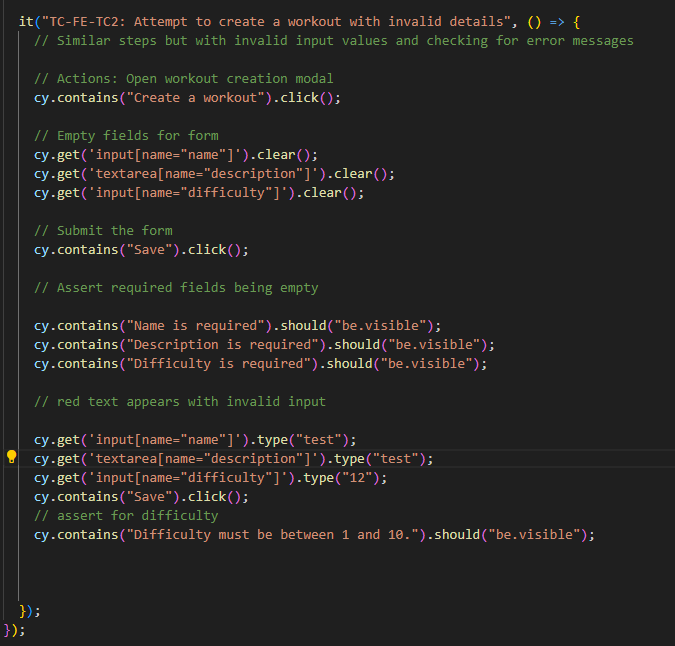 it("TC-FE-TC2: Attempt to create a workout with invalid details", () => {
// Similar steps but with invalid input values and checking for error messages
// Actions: Open workout creation modal
cy.contains("Create a workout").click();
// Empty fields for form
cy.get('input[name="name"]').clear();
cy.get('textarea[name="description"]').clear();
cy.get('input[name="difficulty"]').clear();
// Submit the form
cy.contains("Save").click();
// Assert required fields being empty
cy.contains("Name is required").should("be.visible");
cy.contains("Description is required").should("be.visible");
cy.contains("Difficulty is required").should("be.visible");
// red text appears with invalid input
cy.get('input[name="name"]').type("test");
cy.get('textarea[name="description"]').type("test");
cy.get('input[name="difficulty"]').type("12");
cy.contains("Save").click();
// assert for difficulty
cy.contains("Difficulty must be between 1 and 10.").should("be.visible");
});
});